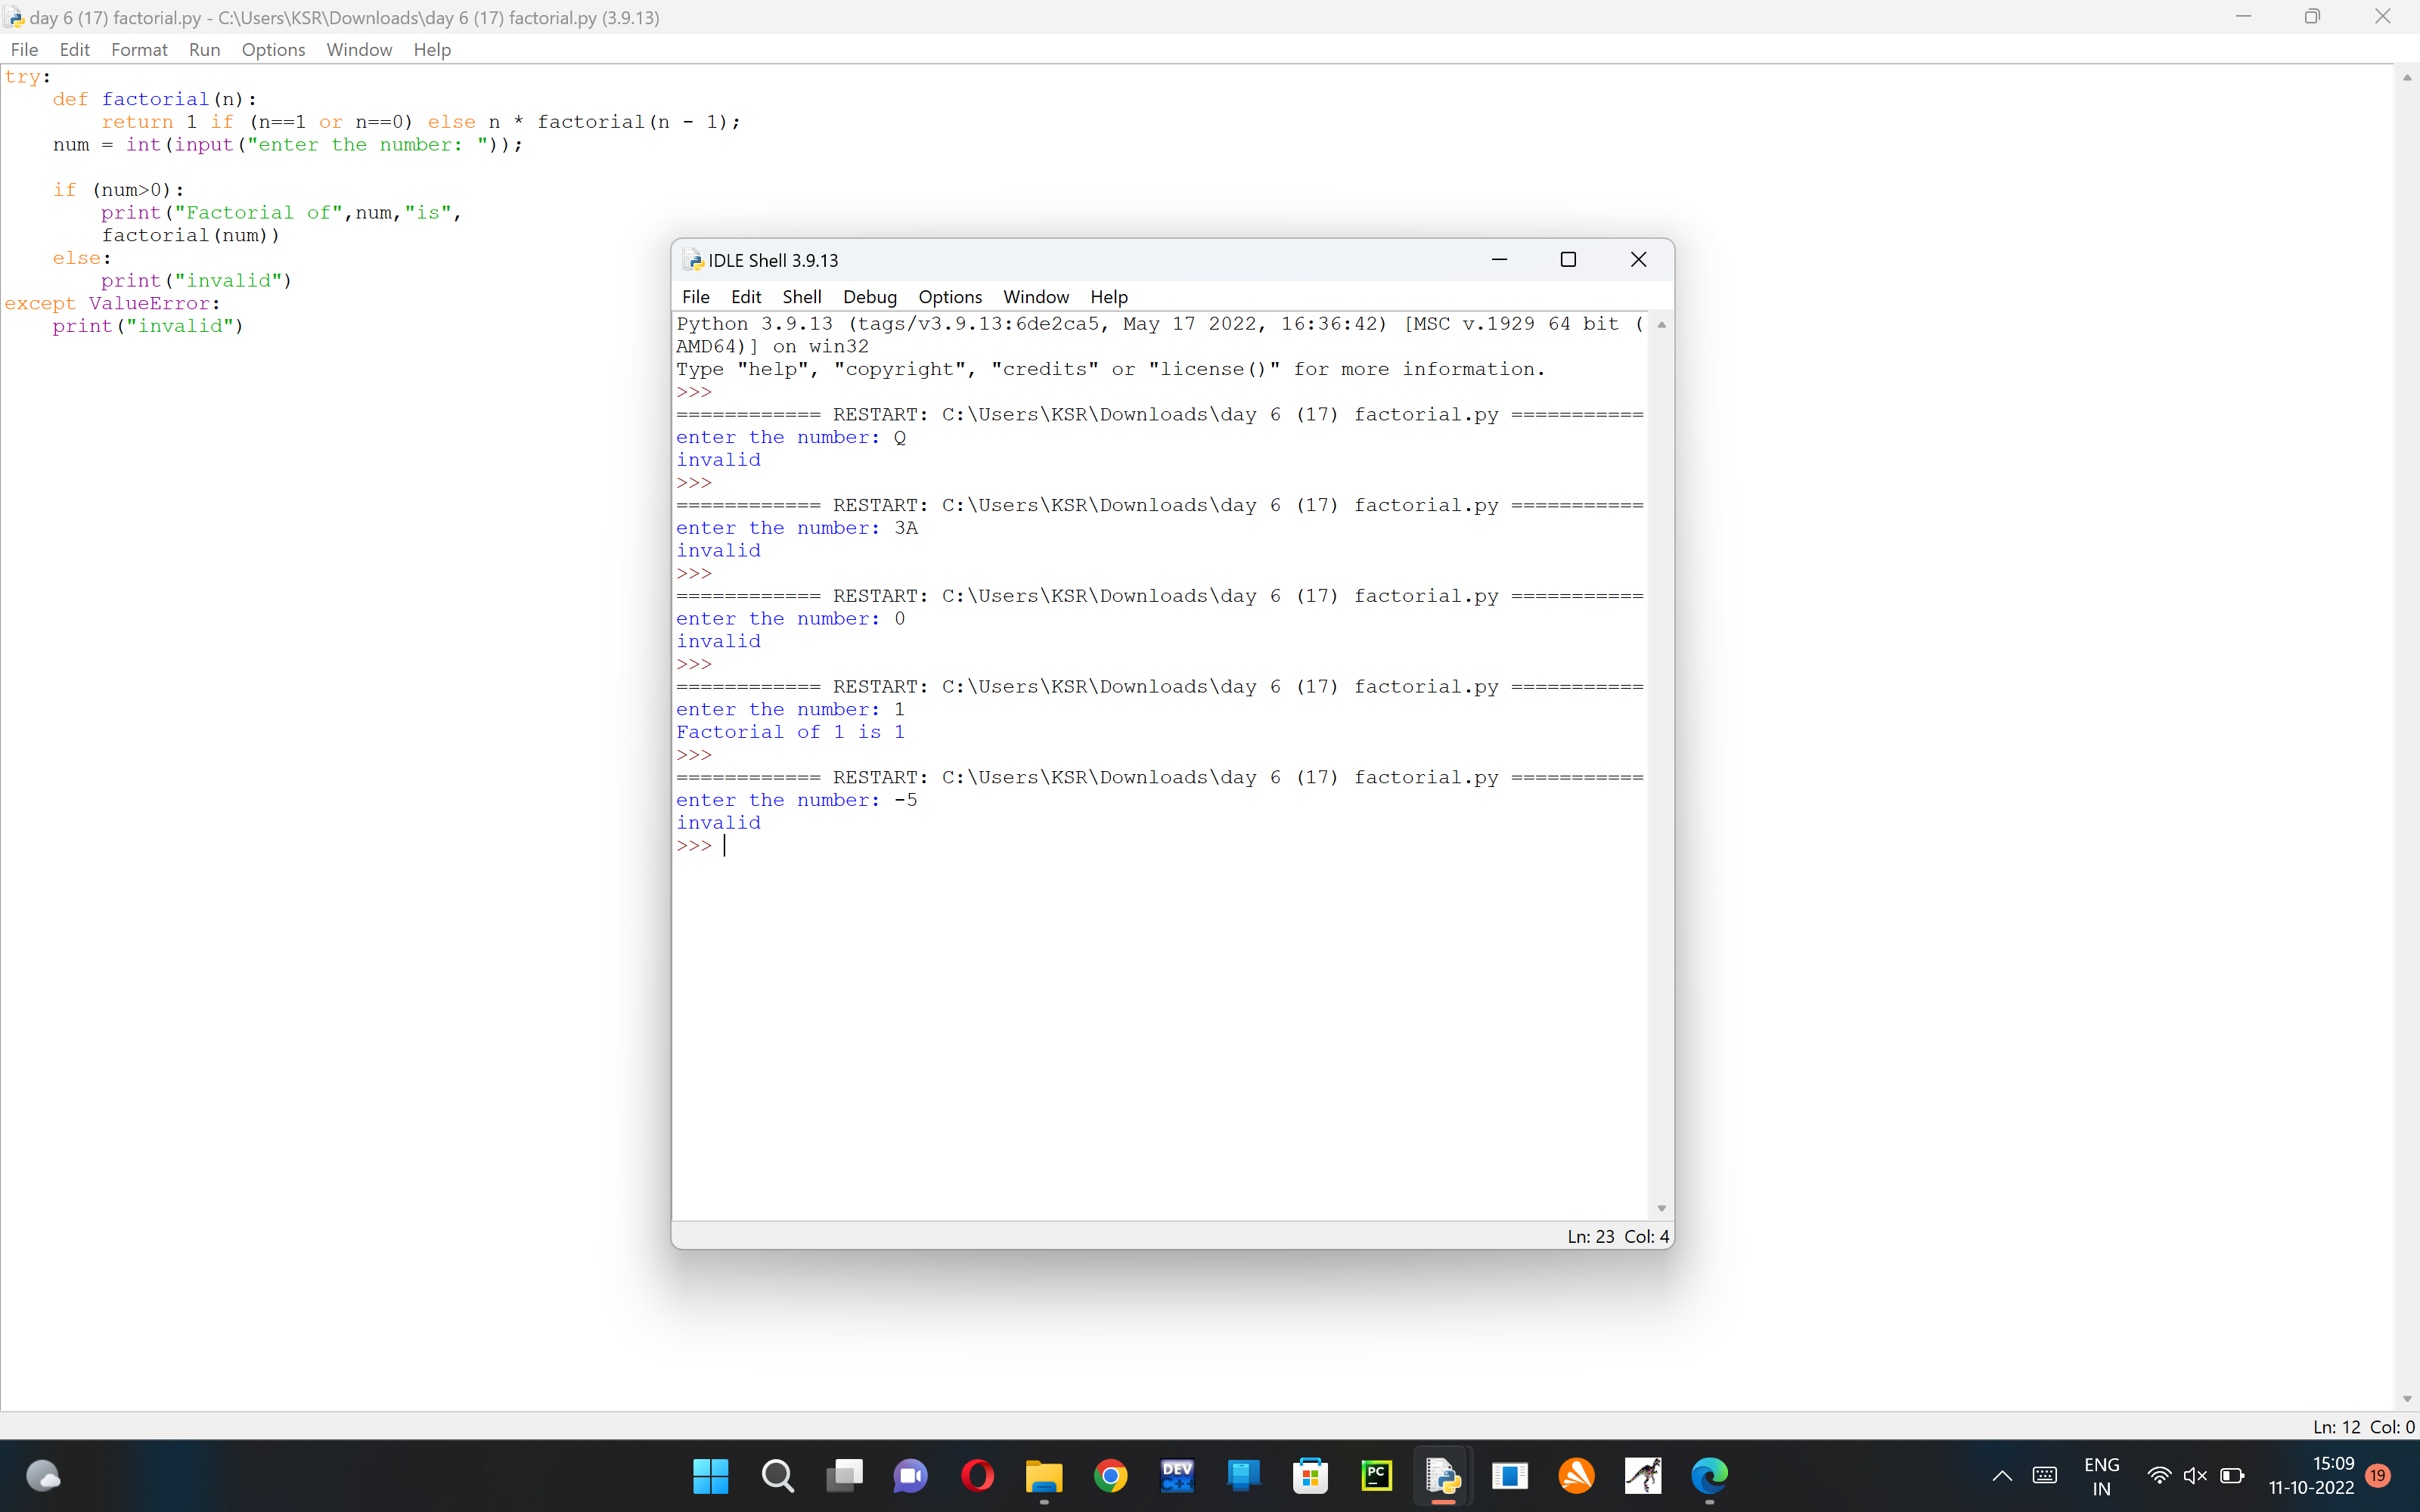 day 6 (17) factorial.py - C:\Users\KSR\Downloads\day 6 (17) factorial.py (3.9.13)
File Edit Format Run Options Window Help
try:
    def factorial(n):
        return 1 if (n==1 or n==0) else n * factorial(n - 1);
    num = int(input("enter the number: "));
    if (num>0):
        print("Factorial of",num,"is",
        factorial(num))
    else:
        print("invalid")
except ValueError:
    print("invalid")
IDLE Shell 3.9.13
File Edit Shell Debug Options Window Help
Python 3.9.13 (tags/v3.9.13:6de2ca5, May 17 2022, 16:36:42) [MSC v.1929 64 bit (
AMD64)] on win32
Type "help", "copyright", "credits" or "license()" for more information.
>>>
============ RESTART: C:\Users\KSR\Downloads\day 6 (17) factorial.py ===========
enter the number: Q
invalid
>>>
============ RESTART: C:\Users\KSR\Downloads\day 6 (17) factorial.py ===========
enter the number: 3A
invalid
>>>
============ RESTART: C:\Users\KSR\Downloads\day 6 (17) factorial.py ===========
enter the number: 0
invalid
>>>
============ RESTART: C:\Users\KSR\Downloads\day 6 (17) factorial.py ===========
enter the number: 1
Factorial of 1 is 1
>>>
============ RESTART: C:\Users\KSR\Downloads\day 6 (17) factorial.py ===========
enter the number: -5
invalid
>>>
Ln: 23 Col: 4
Ln: 12 Col: 0
DEV
C++
PC
ENG
IN
15:09
11-10-2022
19